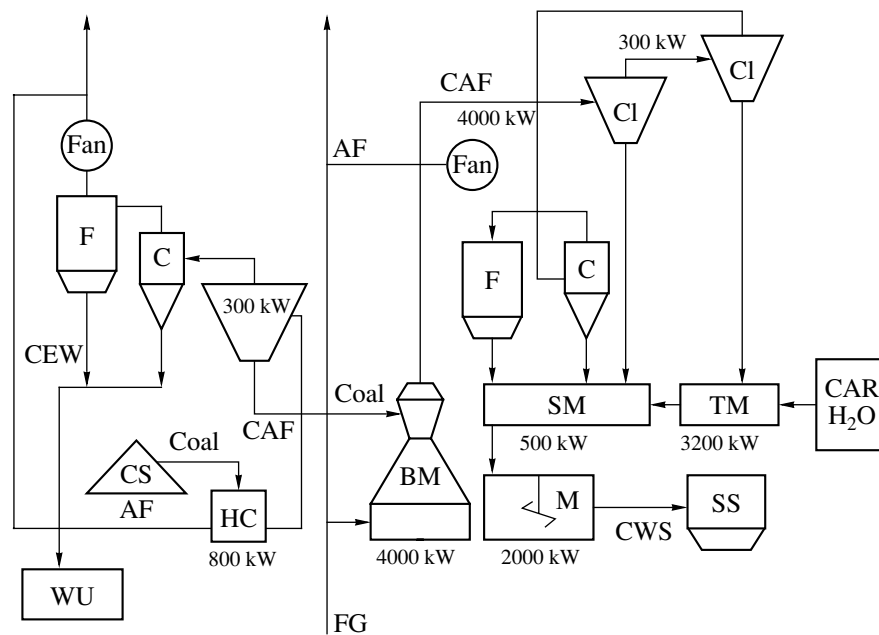 300 kW
Cl
CAF
4000 kW
Cl
Fan
AF
Fan
F
C
F
C
300 kW
CEW
Coal
CAF
SM
500 kW
TM
3200 kW
CAR
H₂O
Coal
CS
AF
HC
800 kW
BM
4000 kW
M
2000 kW
CWS
SS
WU
FG